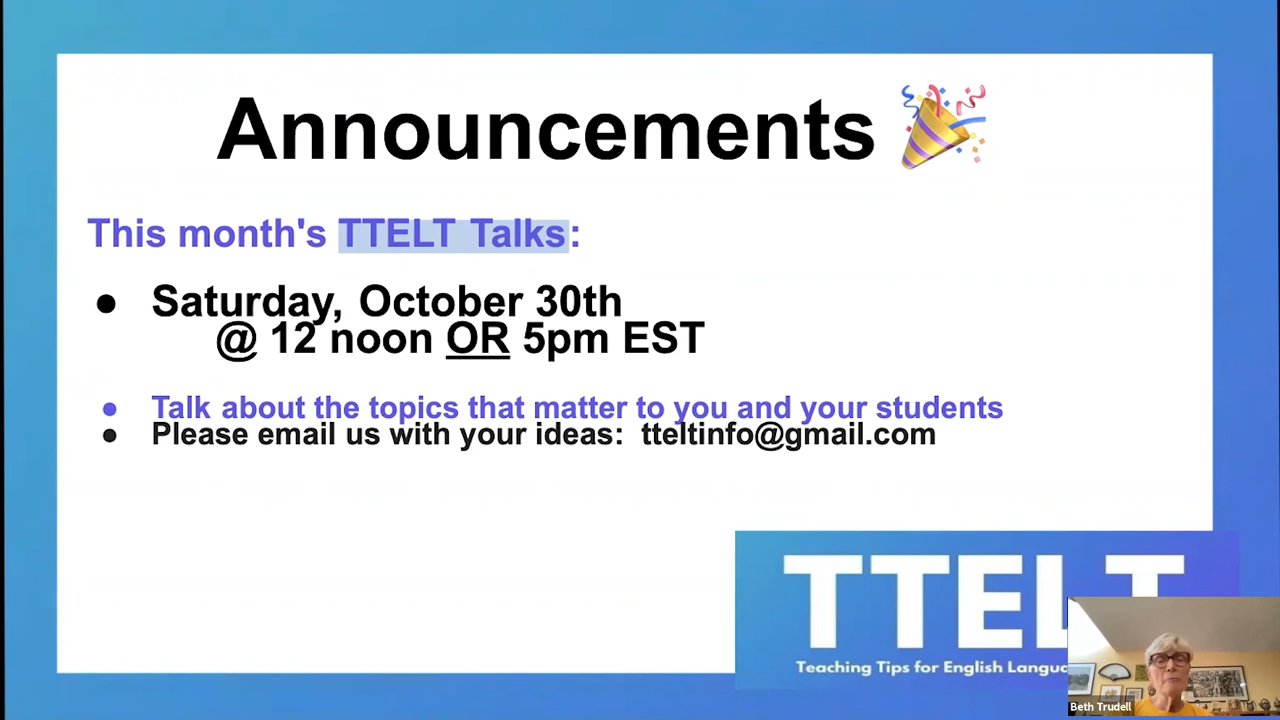 Announcements
This month's TTELT Talks:
● Saturday, October 30th
@ 12 noon OR 5pm EST
● Talk about the topics that matter to you and your students
● Please email us with your ideas: tteltinfo@gmail.com
TTELT
Teaching Tips for English
Beth Trudell